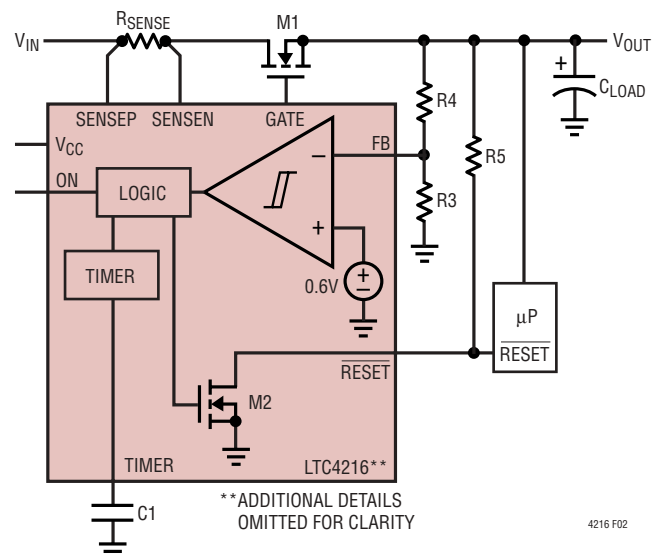 RSENSE
M1
VIN
VOUT
+
CLOAD
R4
R5
R3
SENSEP SENSEN GATE
VCC
FB
ON
LOGIC
−
+
TIMER
0.6V
+
−
µP
RESET
RESET
M2
TIMER
LTC4216**
C1
**ADDITIONAL DETAILS
OMITTED FOR CLARITY
4216 F02